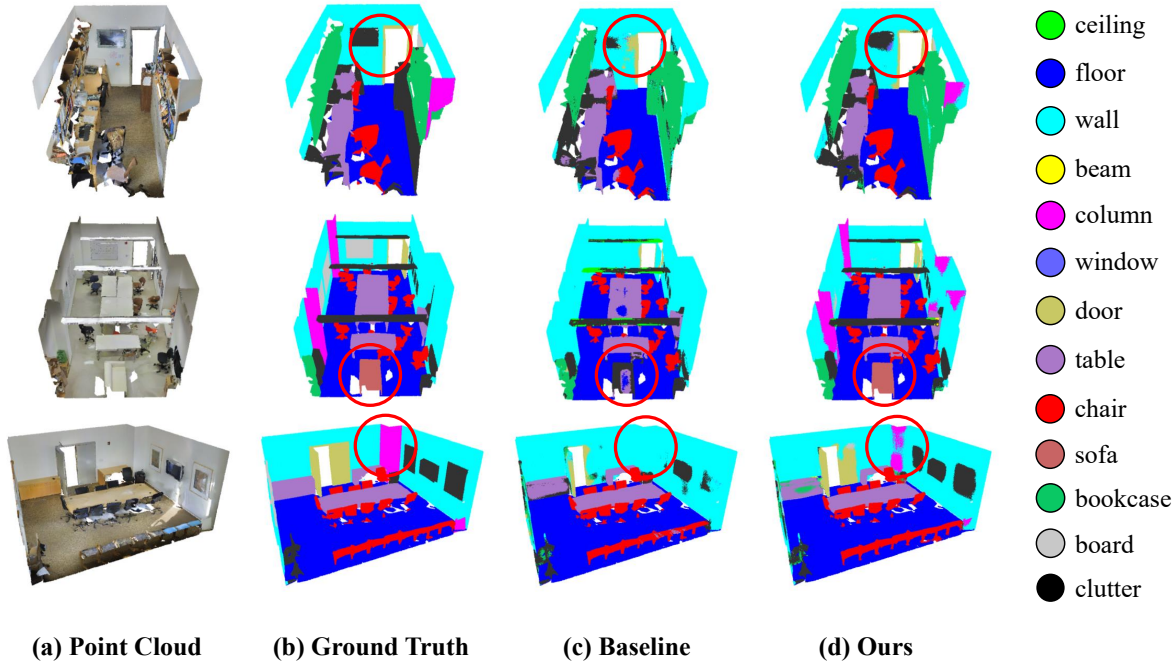 ceiling
floor
wall
beam
column
window
door
table
chair
sofa
bookcase
board
clutter
(a) Point Cloud
(b) Ground Truth
(c) Baseline
(d) Ours